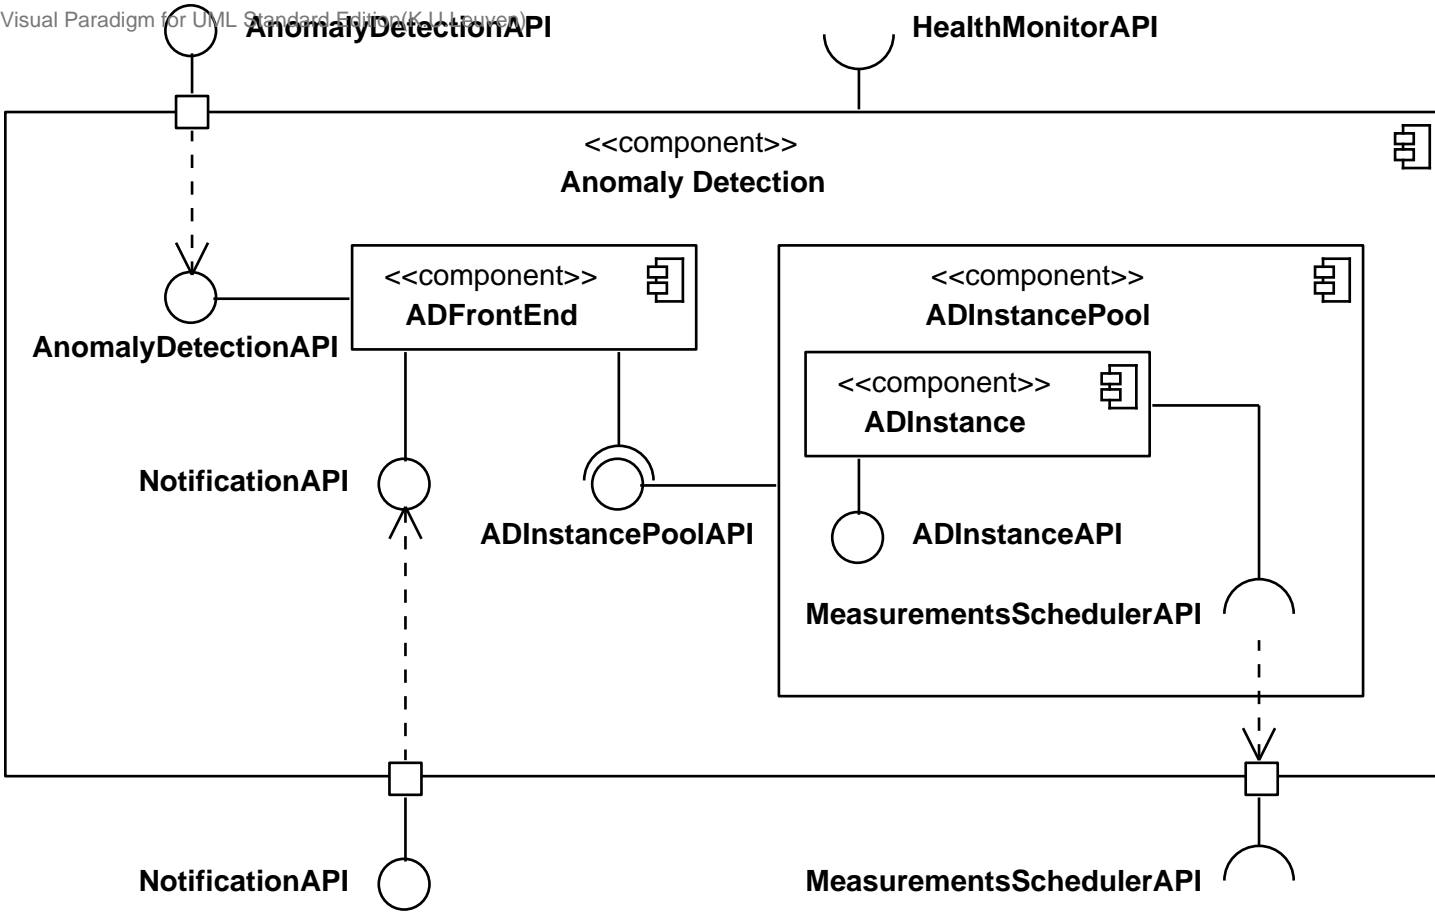 Visual Paradigm for UML Standard Edition(K.U.Leuven)
AnomalyDetectionAPI
HealthMonitorAPI
<<component>>
Anomaly Detection
<<component>>
ADFrontEnd
<<component>>
ADInstancePool
AnomalyDetectionAPI
<<component>>
ADInstance
NotificationAPI
ADInstancePoolAPI
ADInstanceAPI
MeasurementsSchedulerAPI
NotificationAPI
MeasurementsSchedulerAPI